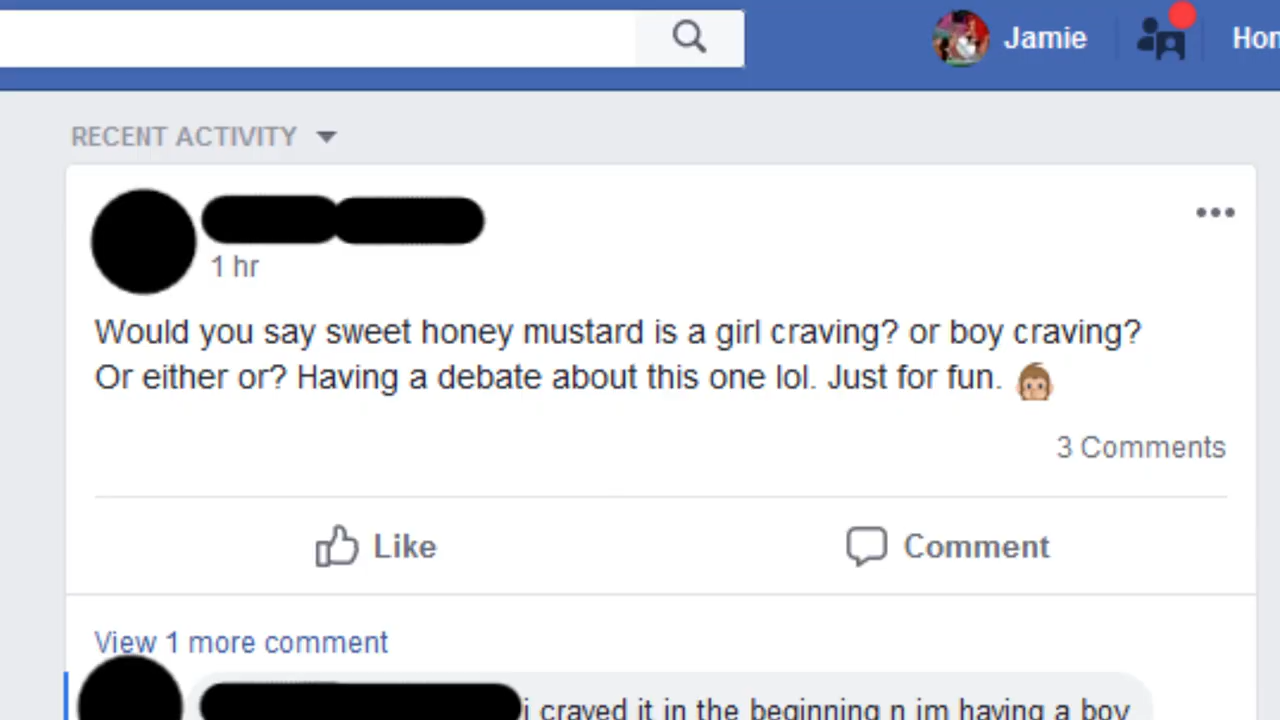 Jamie
Hor
RECENT ACTIVITY
1 hr
Would you say sweet honey mustard is a girl craving? or boy craving?
Or either or? Having a debate about this one lol. Just for fun.
3 Comments
Like
Comment
View 1 more comment
i craved it in the beginning n im having a boy